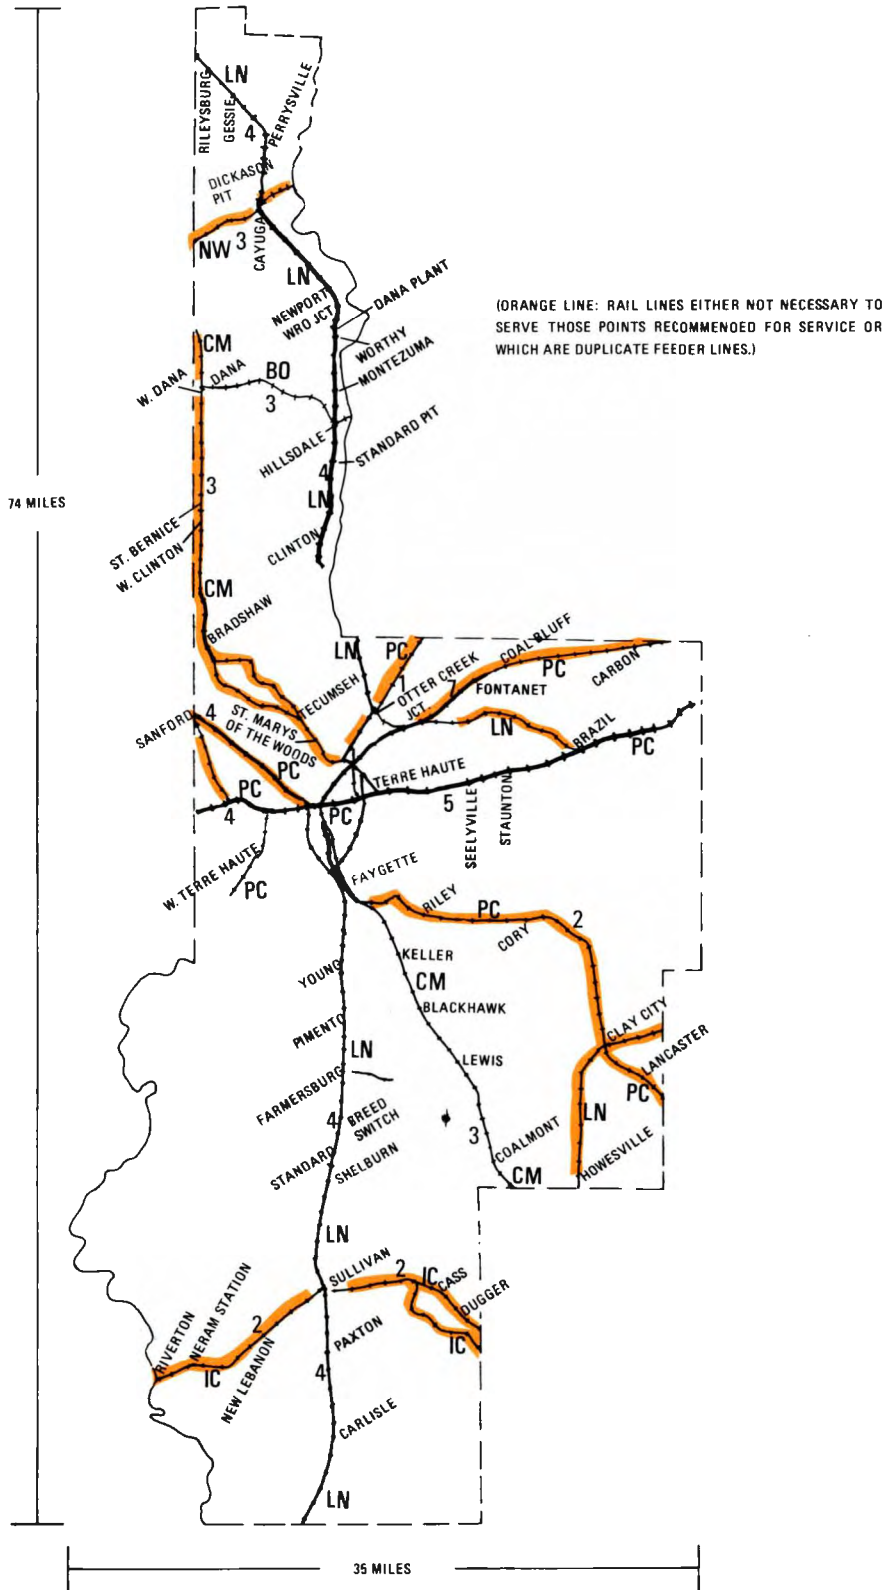 LN
RILEYSBURG
GESSIE
4
PERRYSVILLE
DICKASON
PIT
NW
3
CAYUGA
LN
NEWPORT
WRO JCT.
DANA PLANT
WORTHY
MONTEZUMA
(ORANGE LINE: RAIL LINES EITHER NOT NECESSARY TO
SERVE THOSE POINTS RECOMMENOED FOR SERVICE OR
WHICH ARE DUPLICATE FEEDER LINES.)
CM
W. DANA
DANA
BO
3
HILLSDALE
STANDARD PIT
4
LN
74 MILES
3
ST. BERNICE
W. CLINTON
CLINTON
CM
BRADSHAW
LN
PC
1
OTTER CREEK
JCT.
7
COAL BLUFF
PC
CARBON
FONTANET
TECUMSEH
ST. MARYS
OF THE WOODS
SANFORD
4
LN
BRAZIL
PC
PC
PC
4
1
TERRE HAUTE
PC
5
SEELYVILLE
STAUNTON
W. TERRE HAUTE
PC
FAYGETTE
RILEY
PC
CORY
2
KELLER
CM
BLACKHAWK
YOUNG
PIMENTO
LN
LEWIS
CLAY CITY
LANCASTER
PC
LN
HOWESVILLE
FARMERSBURG
4
BREED
SWITCH
STANDARD
SHELBURN
3
COALMONT
CM
LN
SULLIVAN
2
IC
CASS
DUGGER
IC
RIVERTON
NERAM STATION
2
IC
NEW LEBANON
PAXTON
4
CARLISLE
LN
35 MILES